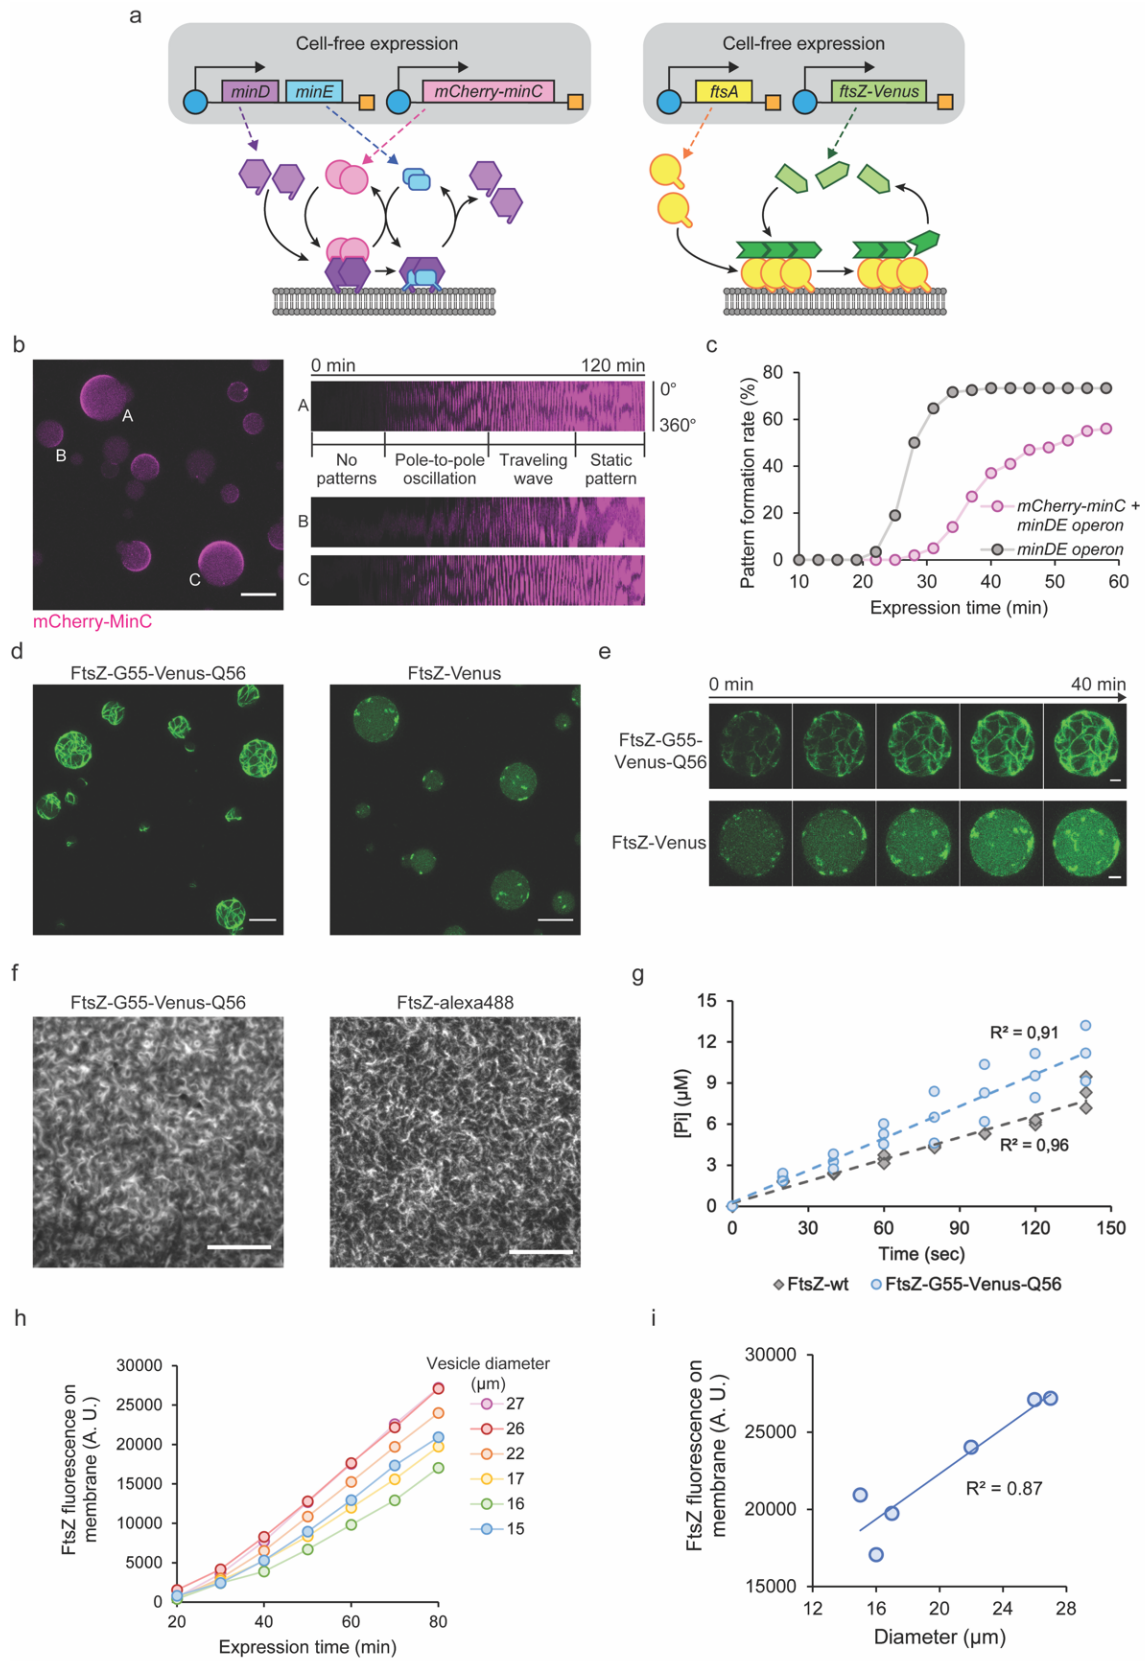 a
Cell-free expression
minD
minE
mCherry-minC
Cell-free expression
ftsA
ftsZ-Venus
b
A
B
C
mCherry-MinC
0 min
120 min
A
0°
360°
No
patterns
Pole-to-pole
oscillation
Traveling
wave
Static
pattern
B
C
c
Pattern formation rate (%)
80
60
40
20
0
10
20
30
40
50
60
Expression time (min)
mCherry-minC +
minDE operon
minDE operon
d
FtsZ-G55-Venus-Q56
FtsZ-Venus
e
0 min
40 min
FtsZ-G55-
Venus-Q56
FtsZ-Venus
f
FtsZ-G55-Venus-Q56
FtsZ-alexa488
g
[Pi] (µM)
15
12
9
6
3
0
0
30
60
90
120
150
R² = 0,91
R² = 0,96
Time (sec)
FtsZ-wt
FtsZ-G55-Venus-Q56
h
FtsZ fluorescence on
membrane (A. U.)
30000
25000
20000
15000
10000
5000
0
20
30
40
50
60
70
80
Expression time (min)
Vesicle diameter
(µm)
27
26
22
17
16
15
i
FtsZ fluorescence on
membrane (A. U.)
30000
25000
20000
15000
12
16
20
24
28
R² = 0.87
Diameter (µm)